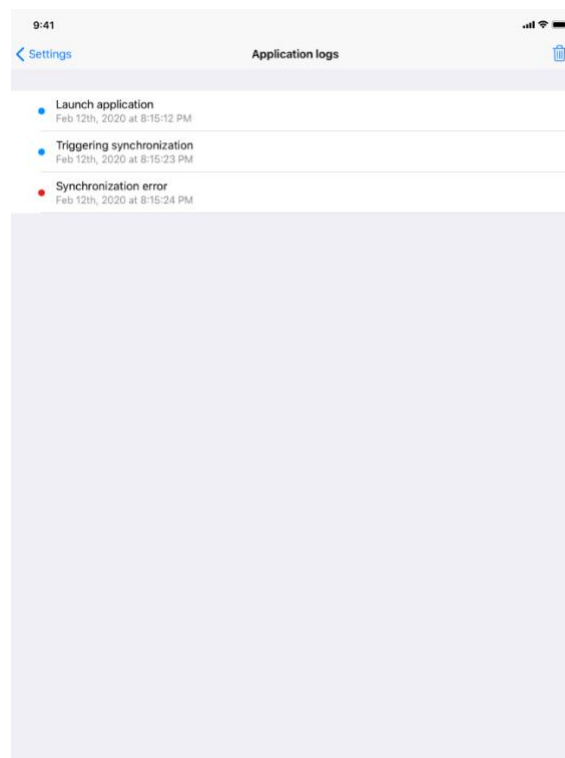 9:41
Settings
Application logs
Launch application
Feb 12th, 2020 at 8:15:12 PM
Triggering synchronization
Feb 12th, 2020 at 8:15:23 PM
Synchronization error
Feb 12th, 2020 at 8:15:24 PM